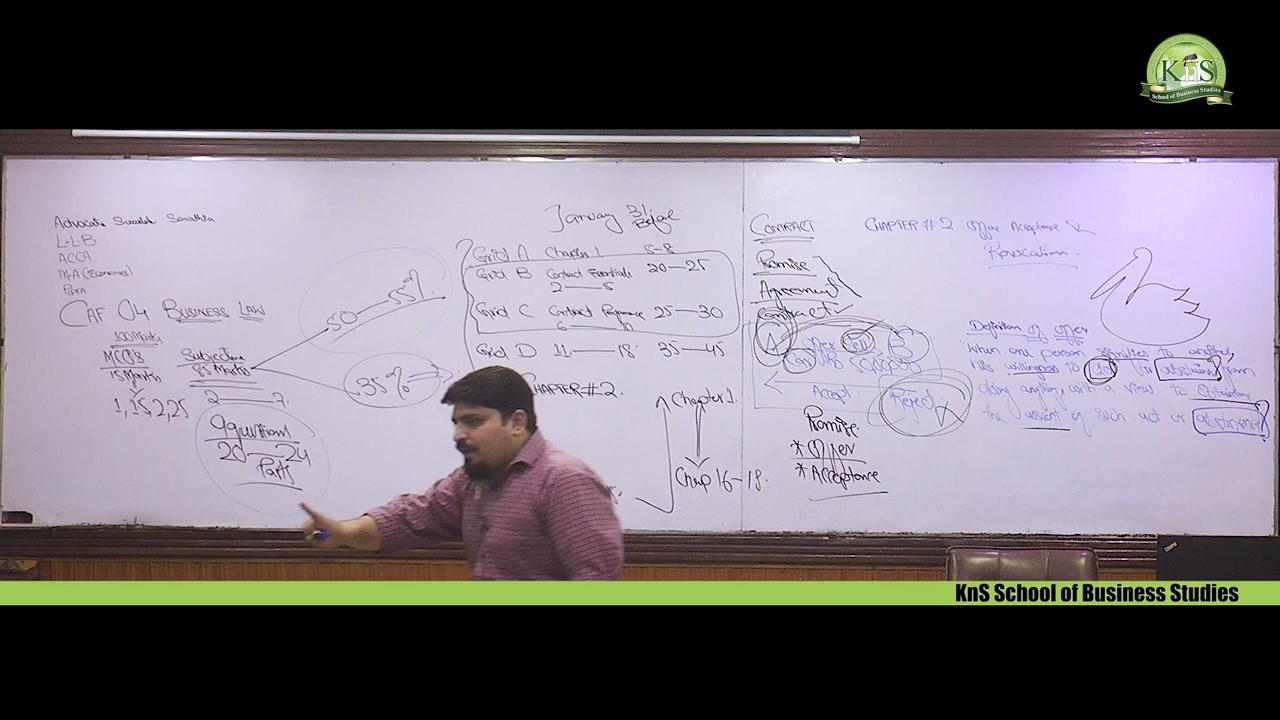 KnS
School of Business Studies
Advocate
L.L.B
ACCA
MA (Economics)
CAF 04 BUSINESS LAW
100 Marks
MCQ's
15 Marks
1, 1.5, 2, 2.5
Subjective
85 Marks
2 — 7
9 questions
20 — 24
Parts
50 — 55%
35%
January 31
Before
Grid A Chapter 1 5-8
Grid B Contract Essentials 20 — 25
2 — 5
Grid C Contract 25 — 30
6 — 10
Grid D 11 — 18 35 — 45
CHAPTER # 2
Chapter 1
Chap 16-18
CONTRACT
Promise
Agreement
Contract
A offer Sell B
Accept
Reject
Promise
* Offer
* Acceptance
CHAPTER # 2 Offer Acceptance &
Revocation
Definition of offer
"When one person signifies to another,
his willingness to do or abstain from
doing anything, with a view to obtaining
the assent of such act or abstinence"
KnS School of Business Studies